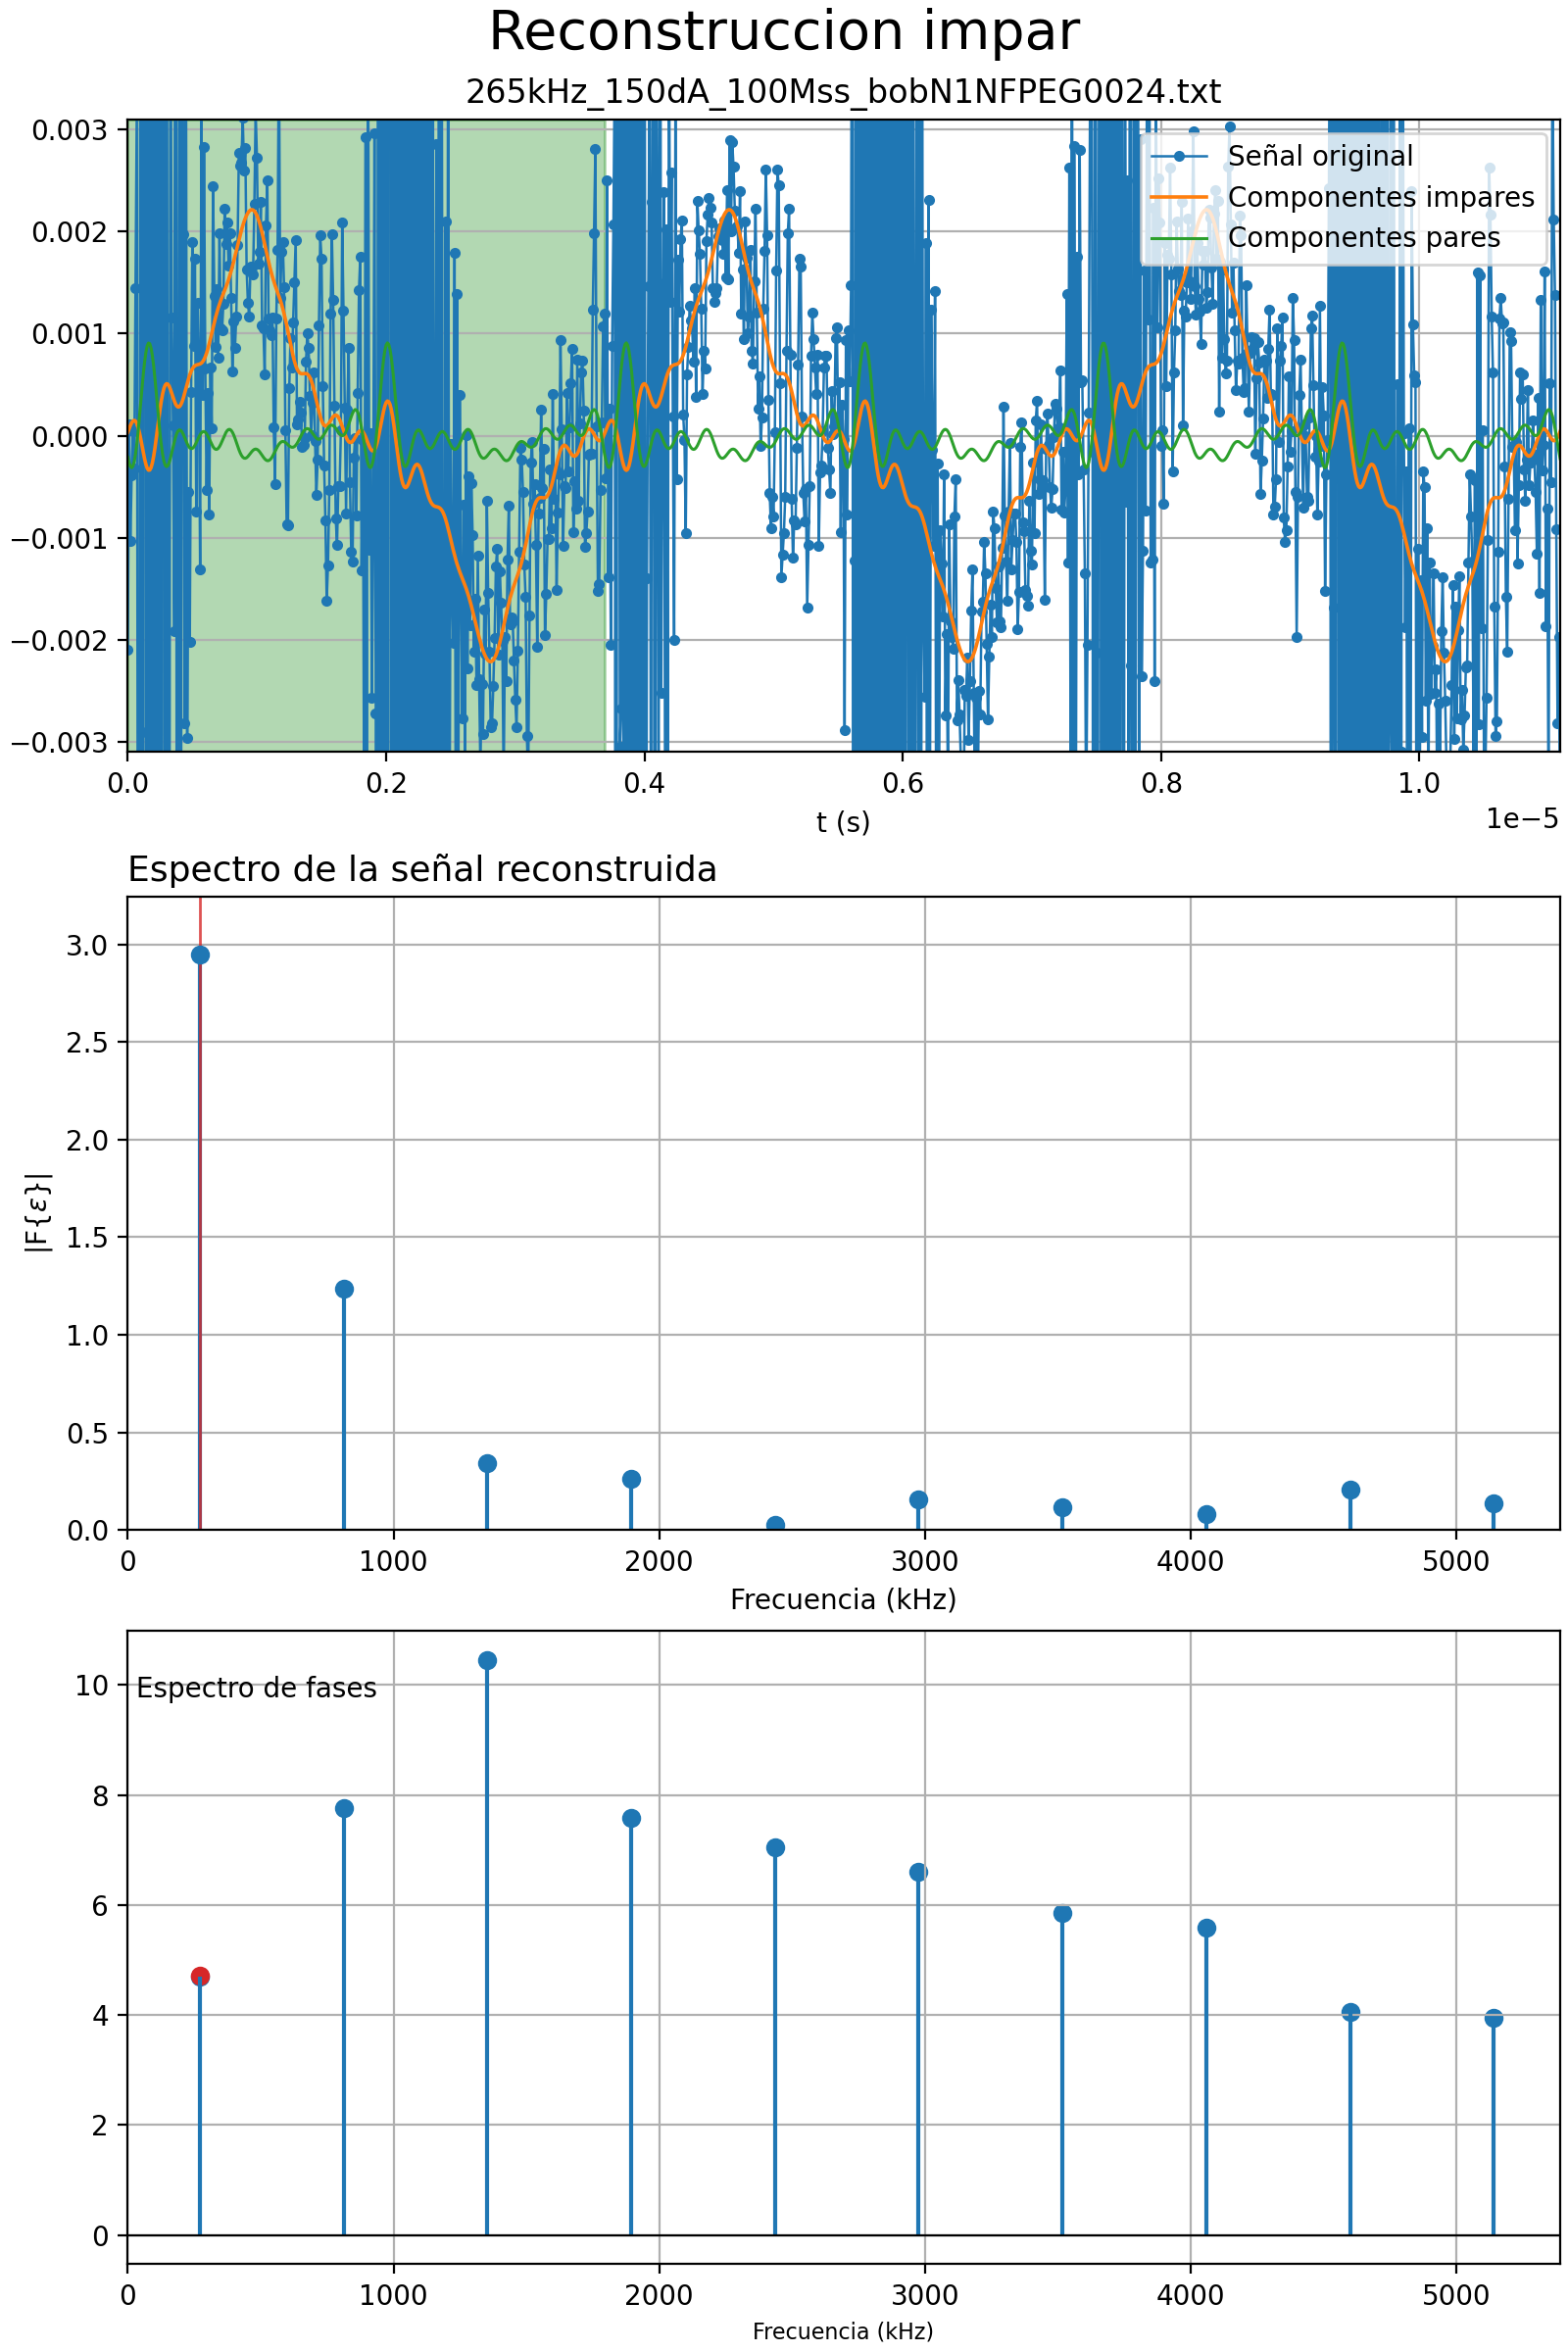 Reconstruccion impar
265kHz_150dA_100Mss_bobN1NFPEG0024.txt
0.003
0.002
0.001
0.000
−0.001
−0.002
−0.003
Señal original
Componentes impares
Componentes pares
0.0 0.2 0.4 0.6 0.8 1.0
t (s)
1e−5
Espectro de la señal reconstruida
3.0
2.5
2.0
1.5
1.0
0.5
0.0
|F{ε}|
0 1000 2000 3000 4000 5000
Frecuencia (kHz)
Espectro de fases
10
8
6
4
2
0
0 1000 2000 3000 4000 5000
Frecuencia (kHz)